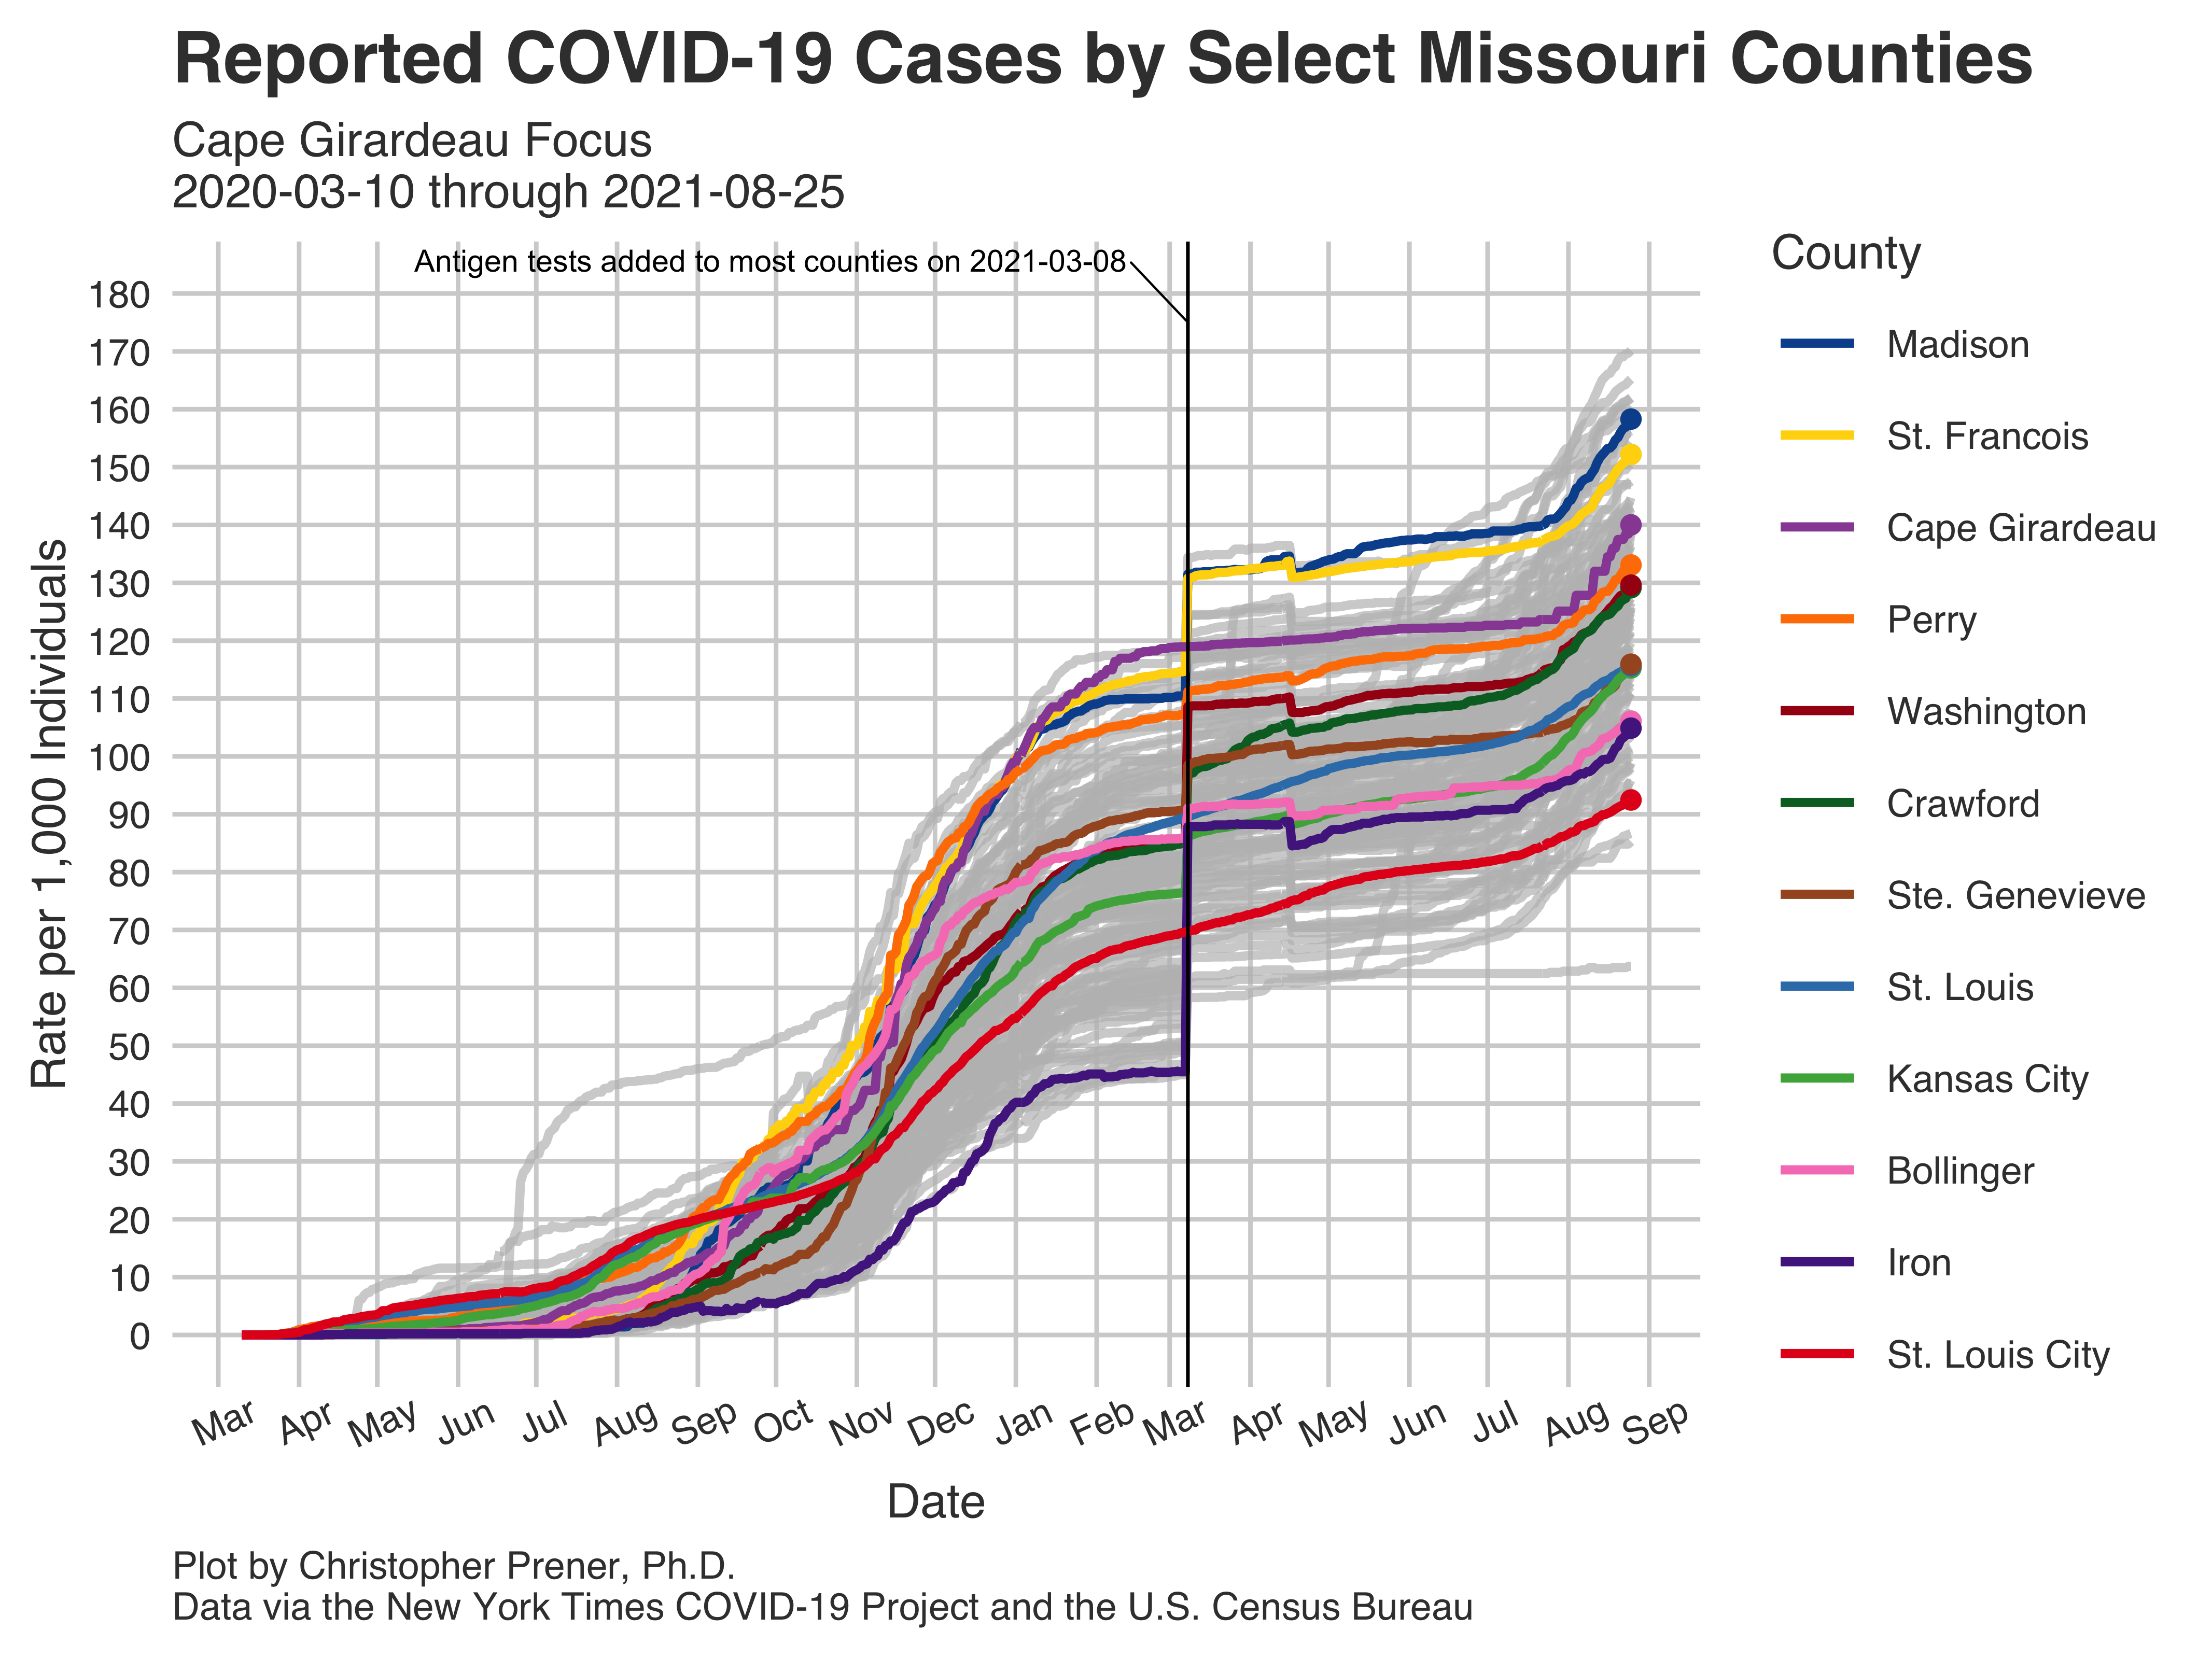 Reported COVID-19 Cases by Select Missouri Counties
Cape Girardeau Focus
2020-03-10 through 2021-08-25
Antigen tests added to most counties on 2021-03-08
180
170
160
150
140
130
120
110
100
90
80
70
60
50
40
30
20
10
0
Rate per 1,000 Individuals
Mar Apr May Jun Jul Aug Sep Oct Nov Dec Jan Feb Mar Apr May Jun Jul Aug Sep
Date
County
Madison
St. Francois
Cape Girardeau
Perry
Washington
Crawford
Ste. Genevieve
St. Louis
Kansas City
Bollinger
Iron
St. Louis City
Plot by Christopher Prener, Ph.D.
Data via the New York Times COVID-19 Project and the U.S. Census Bureau